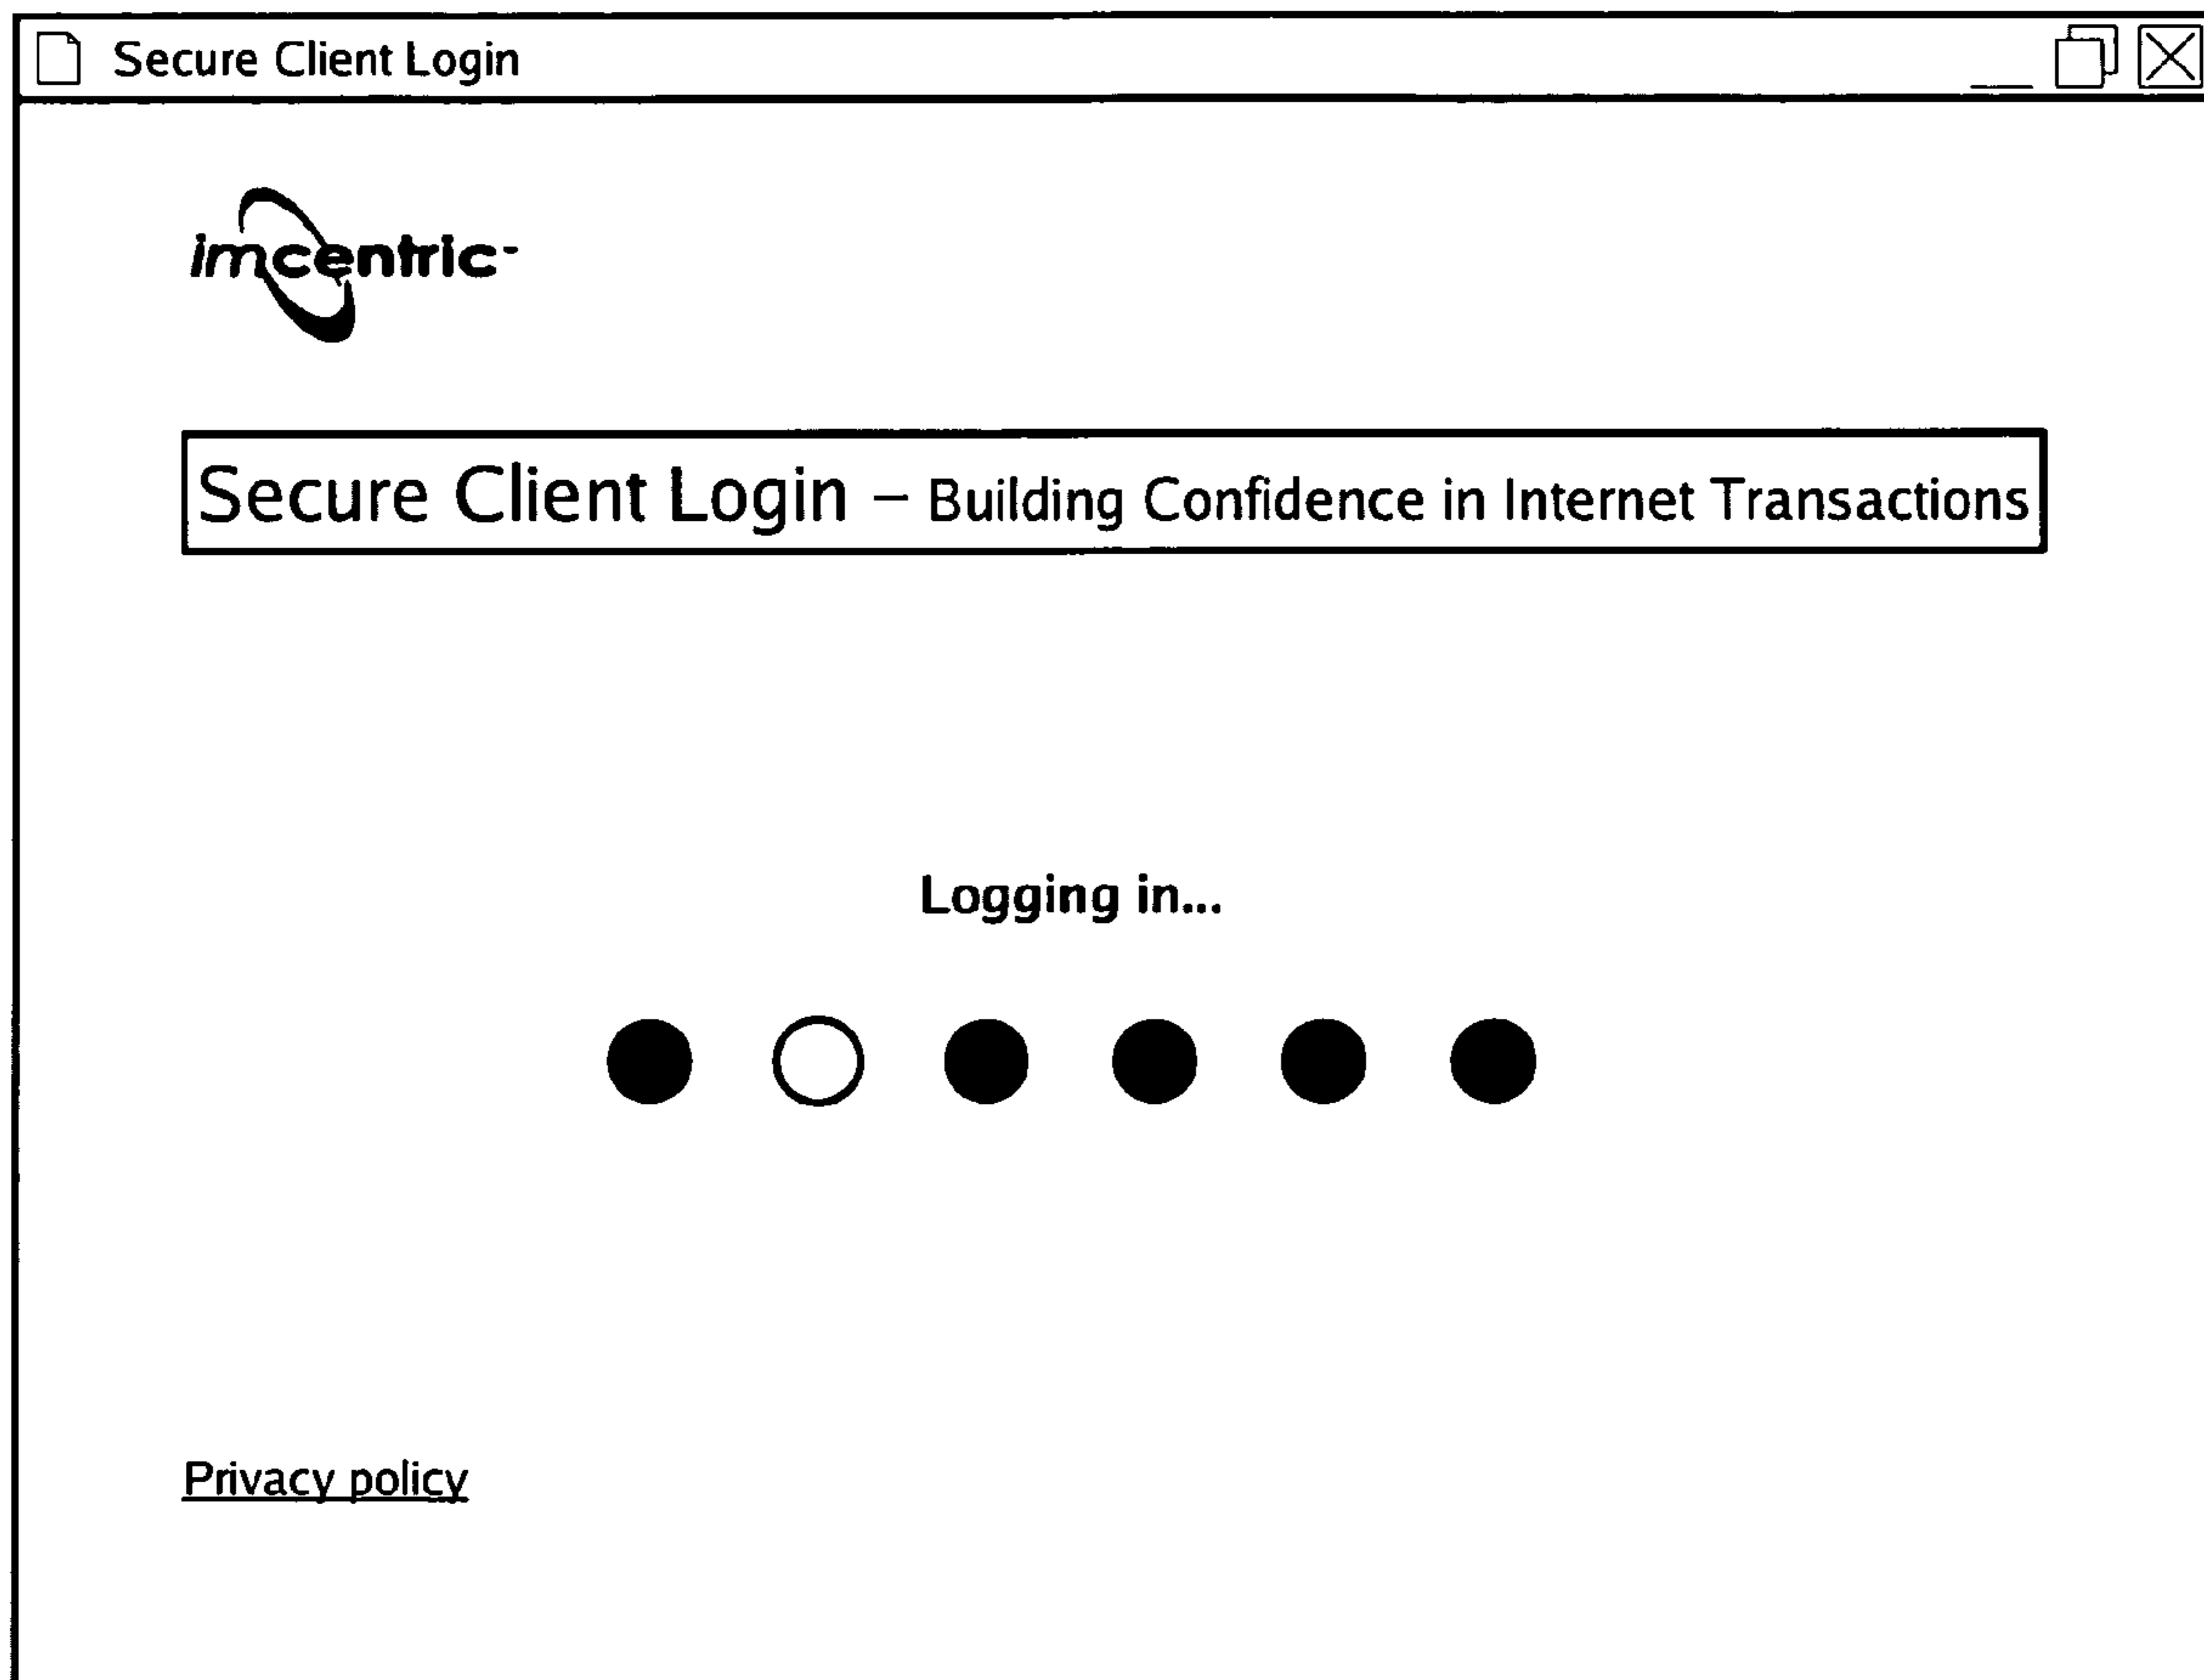 Secure Client Login
imcentric
Secure Client Login – Building Confidence in Internet Transactions
Logging in...
Privacy policy